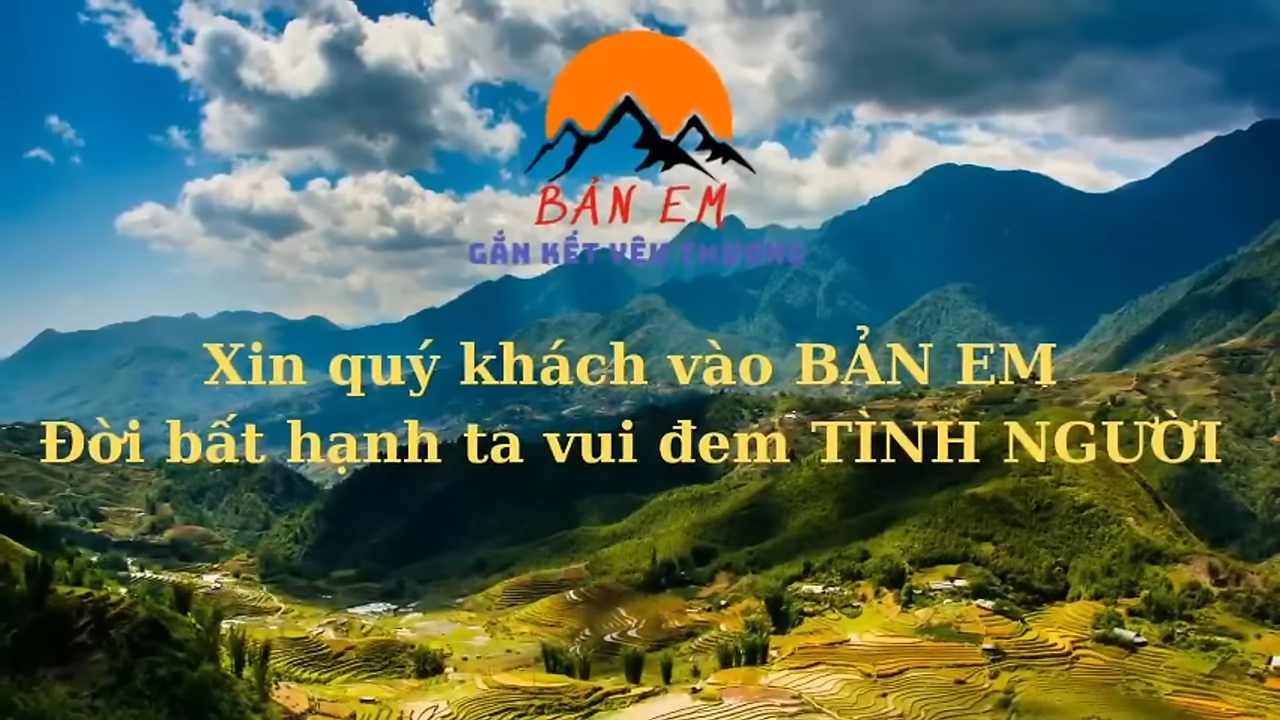 BẢN EM
GẮN KẾT YÊU THƯƠNG
Xin quý khách vào BẢN EM
Đời bất hạnh ta vui đem TÌNH NGƯỜI